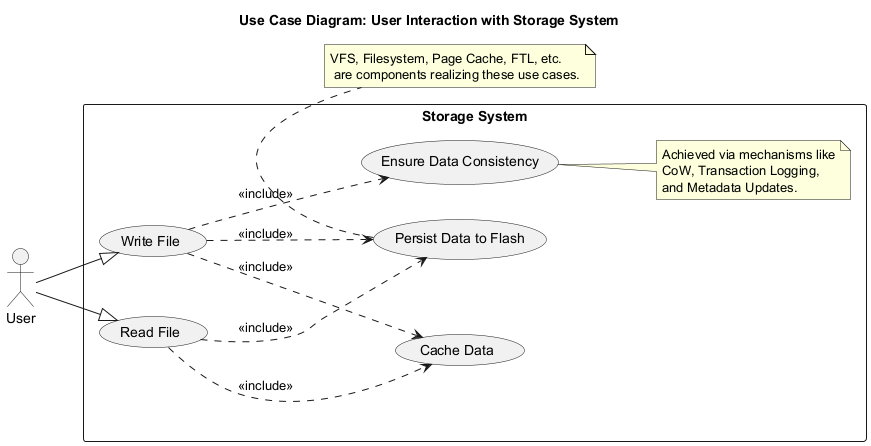 Use Case Diagram: User Interaction with Storage System
VFS, Filesystem, Page Cache, FTL, etc.
are components realizing these use cases.
Storage System
Ensure Data Consistency
Achieved via mechanisms like
CoW, Transaction Logging,
and Metadata Updates.
«include»
Write File
«include»
Persist Data to Flash
«include»
User
Read File
«include»
Cache Data
«include»